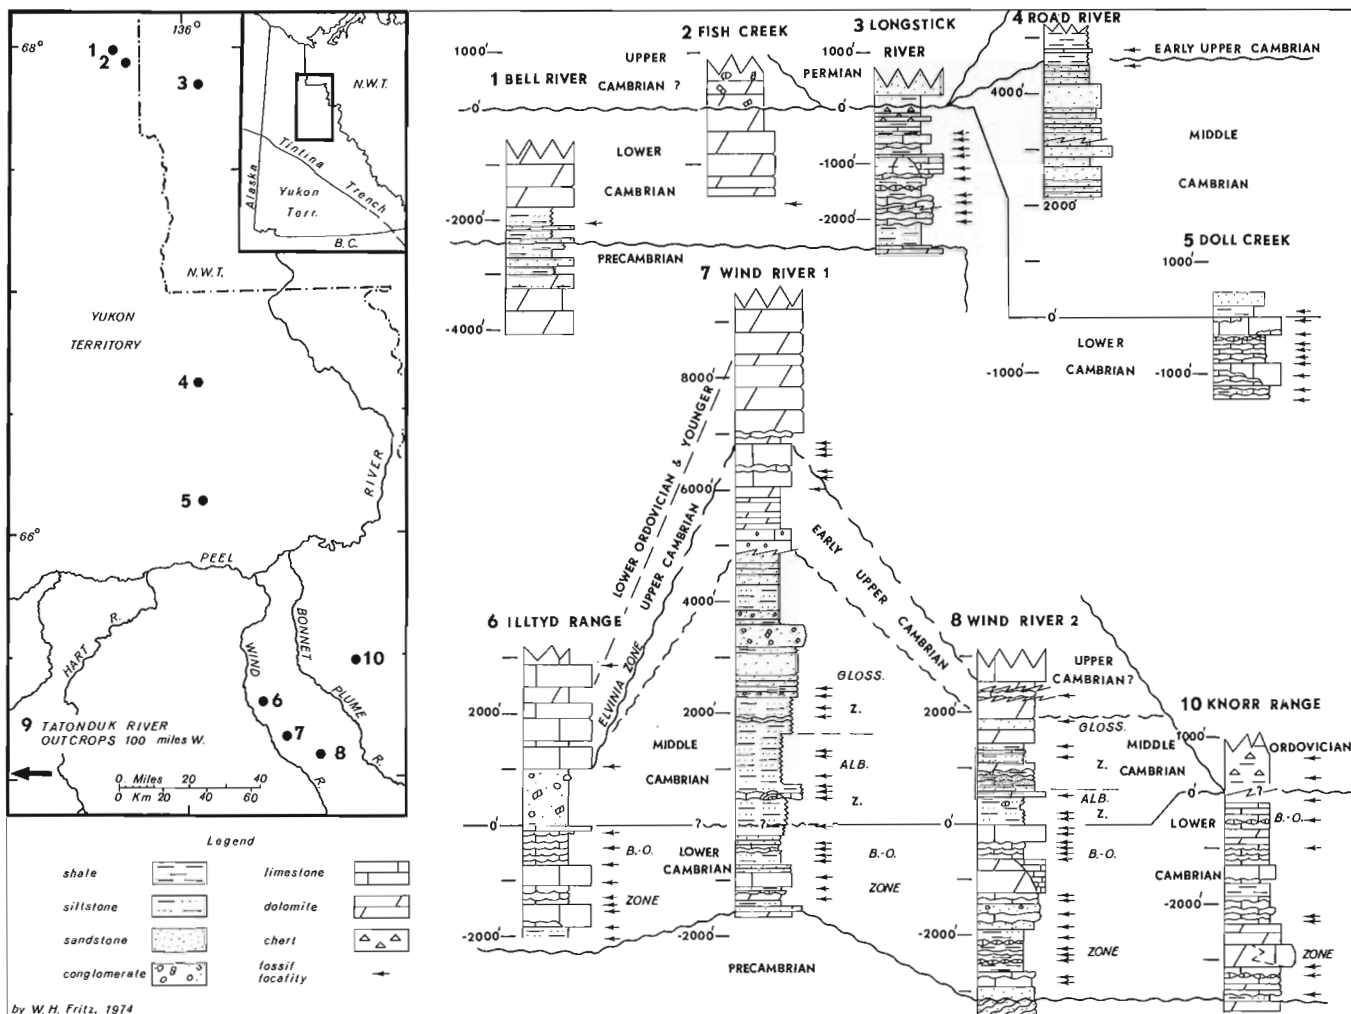 68°
136°
1
2
3
N.W.T.
Tintina
Trench
Alaska
Yukon
Terr.
B.C.
N.W.T.
YUKON
TERRITORY
4
5
RIVER
66°
PEEL
HART R.
WIND R.
BONNET PLUME R.
10
6
7
8
9 TATONDUK RIVER
OUTCROPS 100 miles W.
0 Miles 20 40
0 Km 20 40 60
Legend
shale
limestone
siltstone
dolomite
sandstone
chert
conglomerate
fossil
locality
by W. H. Fritz, 1974
1 BELL RIVER
0'
-2000'
-4000'
2 FISH CREEK
1000'
UPPER
CAMBRIAN ?
LOWER
CAMBRIAN
PRECAMBRIAN
3 LONGSTICK
RIVER
1000'
PERMIAN
0'
-1000'
-2000'
4 ROAD RIVER
EARLY UPPER CAMBRIAN
4000'
MIDDLE
CAMBRIAN
2000'
0'
LOWER
CAMBRIAN
-1000'
5 DOLL CREEK
1000'
-1000'
7 WIND RIVER 1
8000'
6000'
4000'
2000'
? ?
-2000'
LOWER ORDOVICIAN & YOUNGER
UPPER CAMBRIAN
ELVINIA ZONE
EARLY
UPPER
CAMBRIAN
6 ILLTYD RANGE
2000'
0'
-2000'
MIDDLE
CAMBRIAN
B.-O.
ZONE
LOWER
CAMBRIAN
PRECAMBRIAN
GLOSS.
Z.
ALB.
Z.
B.-O.
ZONE
8 WIND RIVER 2
UPPER
CAMBRIAN?
2000'
GLOSS.
MIDDLE
Z.
CAMBRIAN
ALB.
Z.
0'
B.-O.
-2000'
ZONE
10 KNORR RANGE
1000'
ORDOVICIAN
0'
?
LOWER
B.-O.
CAMBRIAN
-2000'
ZONE